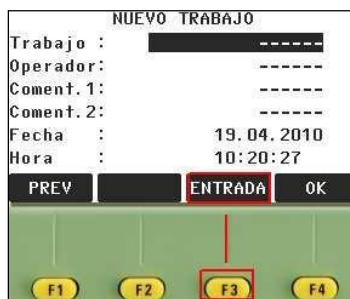 NUEVO TRABAJO
Trabajo : ------
Operador: ------
Coment.1: ------
Coment.2: ------
Fecha : 19.04.2010
Hora : 10:20:27
PREV ENTRADA OK
F1 F2 F3 F4